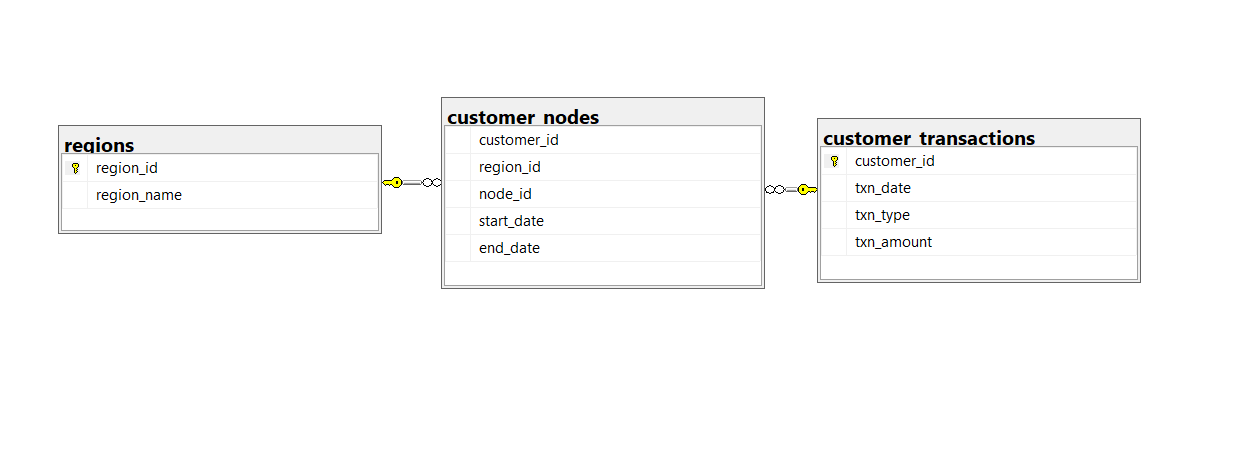 regions
region_id
region_name
customer_nodes
customer_id
region_id
node_id
start_date
end_date
customer_transactions
customer_id
txn_date
txn_type
txn_amount